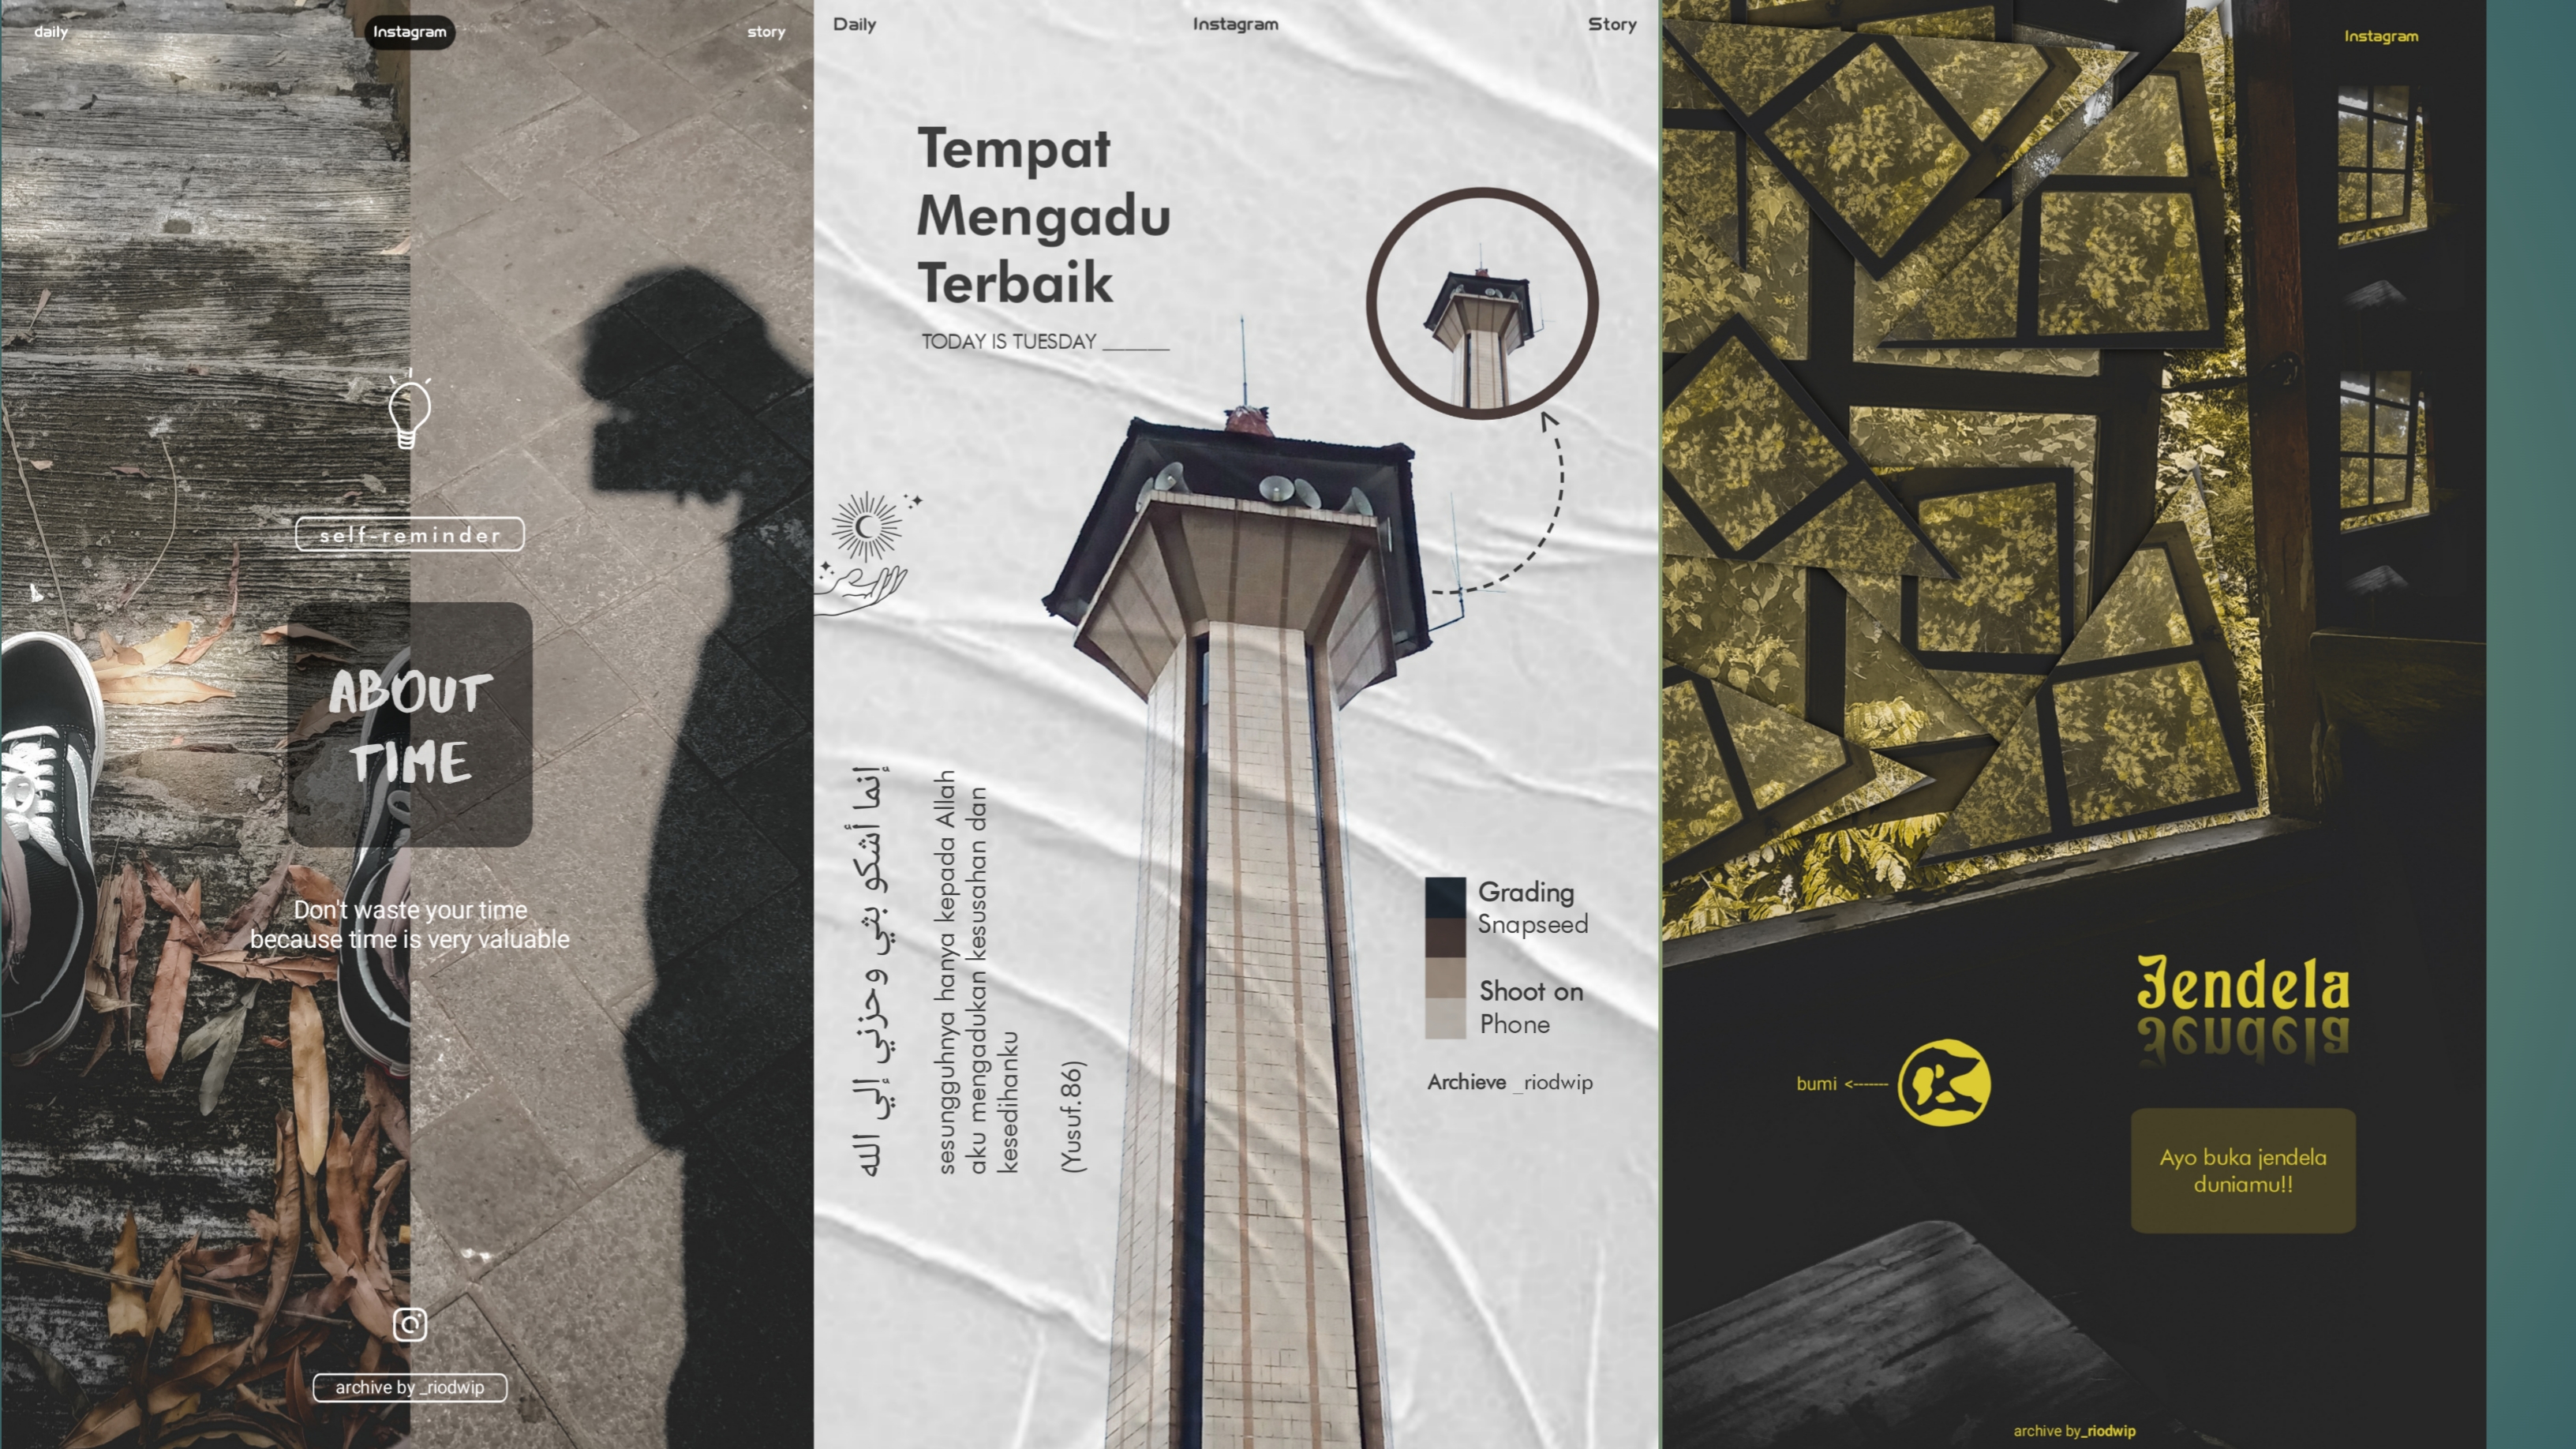 daily
Instagram
story
self-reminder
ABOUT
TIME
Don't waste your time
because time is very valuable
archive by _riodwip
Daily
Instagram
Story
Tempat
Mengadu
Terbaik
TODAY IS TUESDAY ______
إنما أشكو بثي وحزني إلي الله
sesungguhnya hanya kepada Allah
aku mengadukan kesusahan dan
kesedihanku
(Yusuf.86)
Grading
Snapseed
Shoot on
Phone
Archieve _riodwip
Instagram
Jendela
Jendela
bumi <-------
Ayo buka jendela
duniamu!!
archive by_riodwip